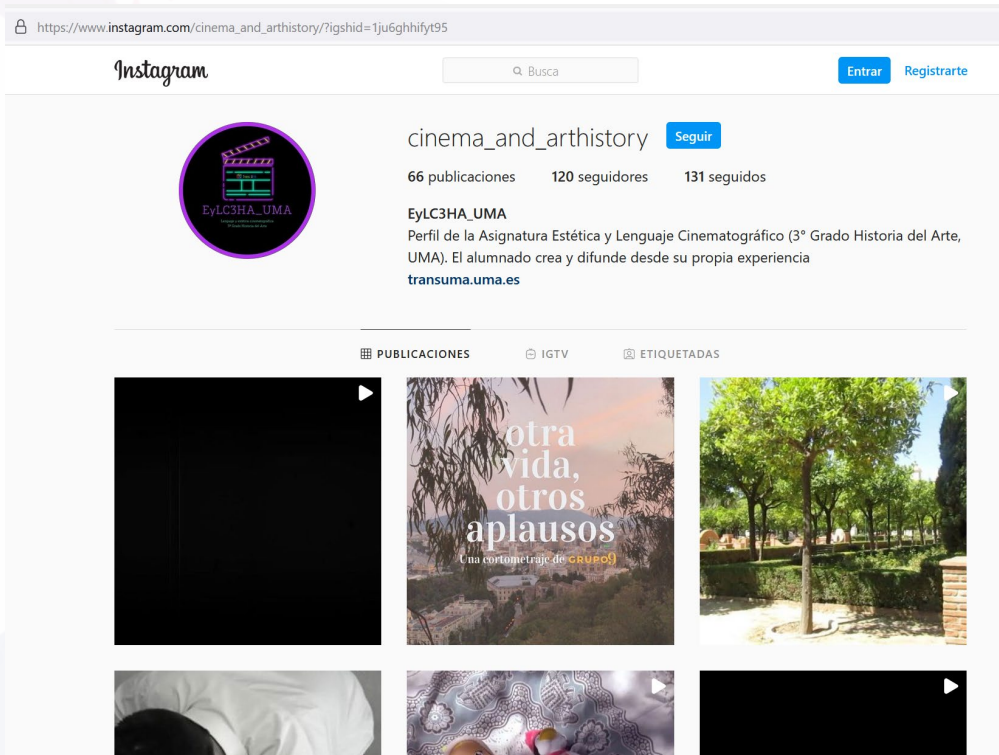 https://www.instagram.com/cinema_and_arthistory/?igshid=1ju6ghhifyt95
Instagram
Busca
Entrar
Registrarte
EyLC3HA_UMA
cinema_and_arthistory
Seguir
66 publicaciones 120 seguidores 131 seguidos
EyLC3HA_UMA
Perfil de la Asignatura Estética y Lenguaje Cinematográfico (3° Grado Historia del Arte,
UMA). El alumnado crea y difunde desde su propia experiencia
transuma.uma.es
PUBLICACIONES
IGTV
ETIQUETADAS
otra
vida,
otros
aplausos
Una cortometraje de GRUPO9